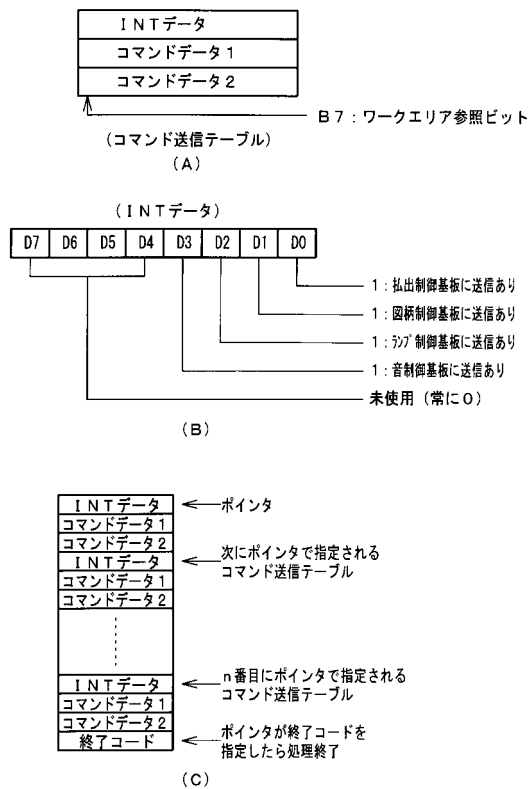 ＩＮＴデータ
コマンドデータ１
コマンドデータ２
Ｂ７：ワークエリア参照ビット
（コマンド送信テーブル）
（Ａ）
（ＩＮＴデータ）
D7 D6 D5 D4 D3 D2 D1 D0
１：払出制御基板に送信あり
１：図柄制御基板に送信あり
１：ﾗﾝﾌﾟ制御基板に送信あり
１：音制御基板に送信あり
未使用（常に０）
（Ｂ）
ＩＮＴデータ
ポインタ
コマンドデータ１
コマンドデータ２
ＩＮＴデータ
次にポインタで指定される
コマンド送信テーブル
コマンドデータ１
コマンドデータ２
ＩＮＴデータ
ｎ番目にポインタで指定される
コマンド送信テーブル
コマンドデータ１
コマンドデータ２
終了コード
ポインタが終了コードを
指定したら処理終了
（Ｃ）